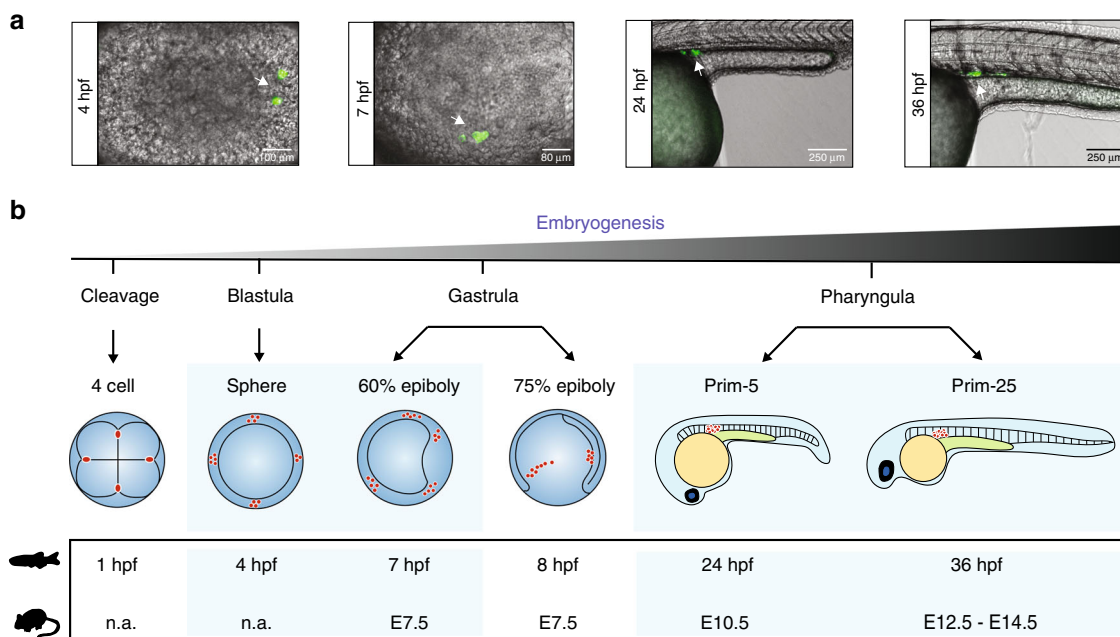 a
4 hpf
100 μm
7 hpf
80 μm
24 hpf
250 μm
36 hpf
250 μm
b
Embryogenesis
Cleavage Blastula Gastrula Pharyngula
4 cell Sphere 60% epiboly 75% epiboly Prim-5 Prim-25
1 hpf 4 hpf 7 hpf 8 hpf 24 hpf 36 hpf
n.a. n.a. E7.5 E7.5 E10.5 E12.5 - E14.5